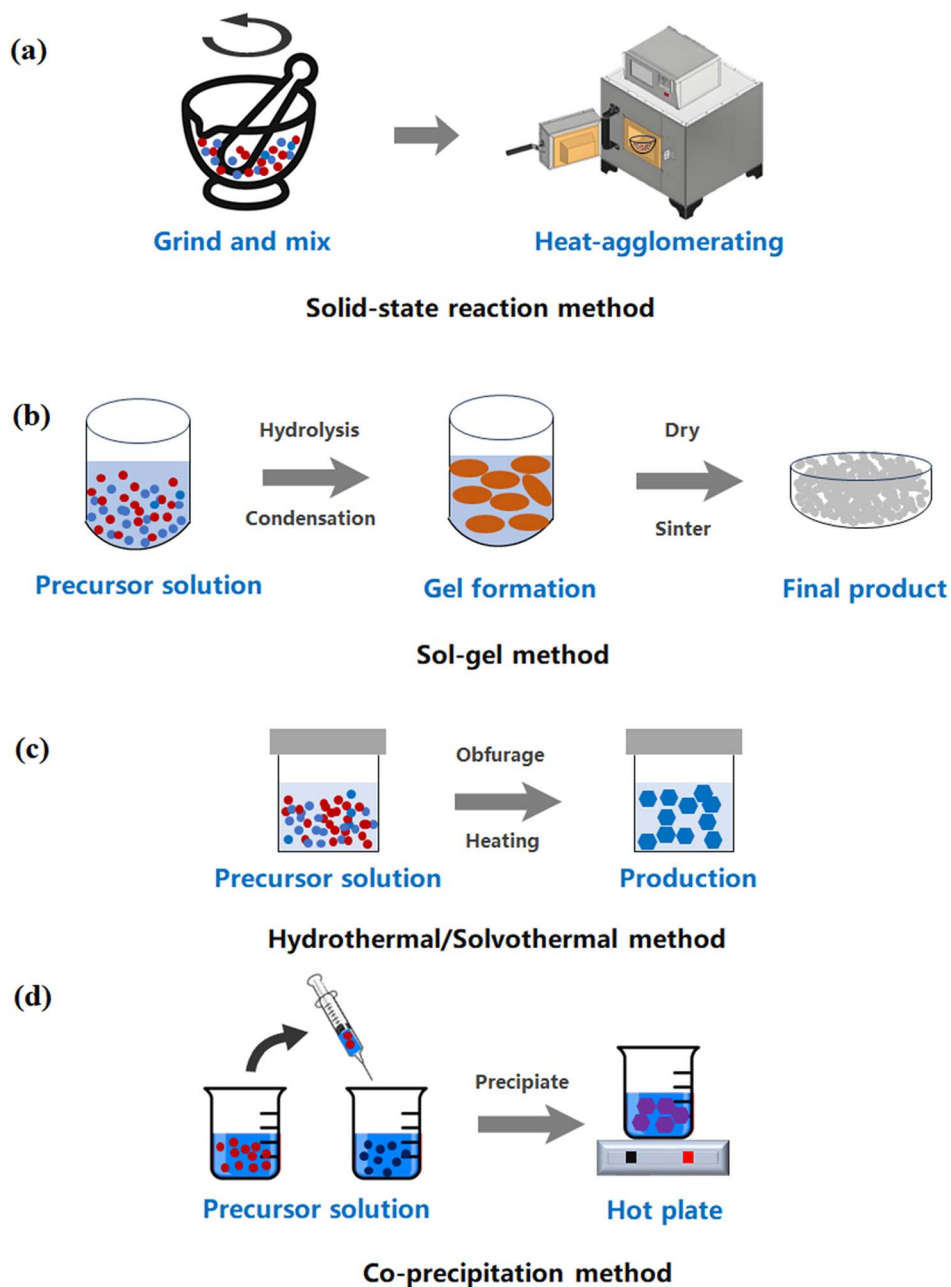 (a)
Grind and mix
Heat-agglomerating
Solid-state reaction method
(b)
Hydrolysis
Condensation
Dry
Sinter
Precursor solution
Gel formation
Final product
Sol-gel method
(c)
Obfurage
Heating
Precursor solution
Production
Hydrothermal/Solvothermal method
(d)
Precipiate
Precursor solution
Hot plate
Co-precipitation method